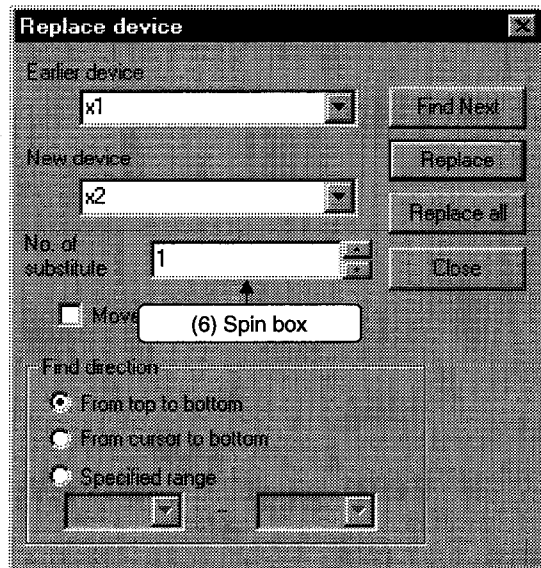 Replace device
Earlier device
x1
Find Next
New device
Replace
x2
Replace all
No. of
substitute
1
Close
Move
(6) Spin box
Find direction
From top to bottom
From cursor to bottom
Specified range
-